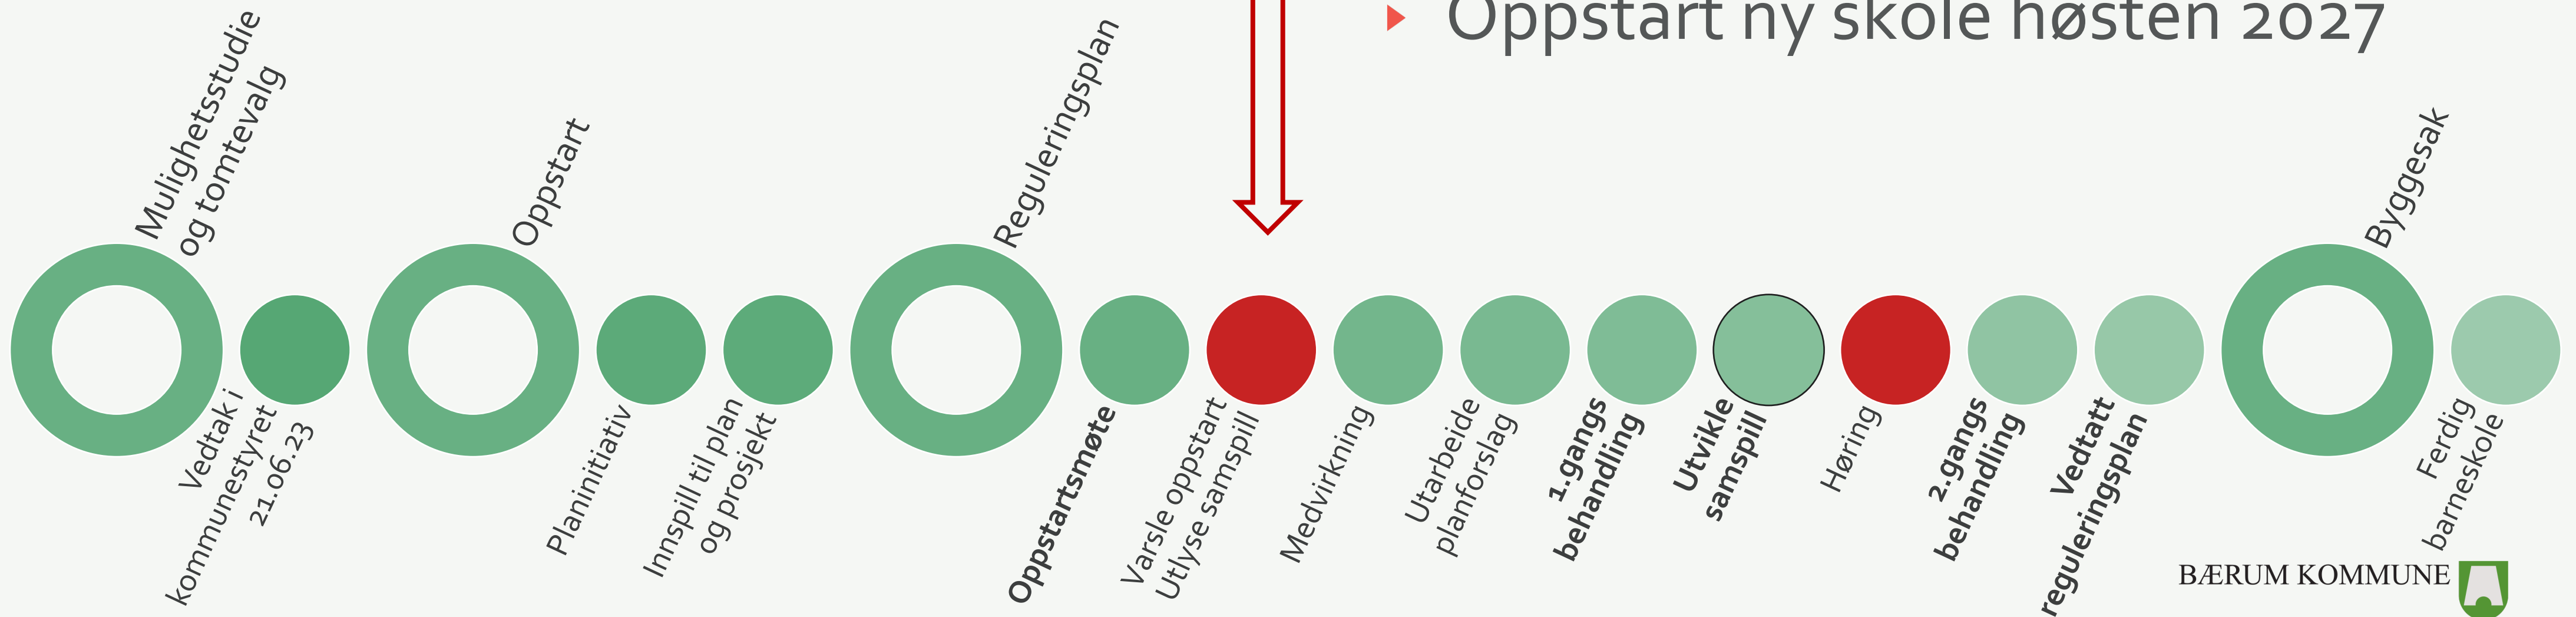 Oppstart ny skole høsten 2027
Mulighetsstudie
og tomtevalg
Vedtak i
kommunestyret
21.06.23
Oppstart
Planinitiativ
Innspill til plan
og prosjekt
Reguleringsplan
Oppstartsmøte
Varsle oppstart
Utlyse samspill
Medvirkning
Utarbeide
planforslag
1.gangs
behandling
Utvikle
samspill
Høring
2.gangs
behandling
Vedtatt
reguleringsplan
Byggesak
Ferdig
barneskole
BÆRUM KOMMUNE